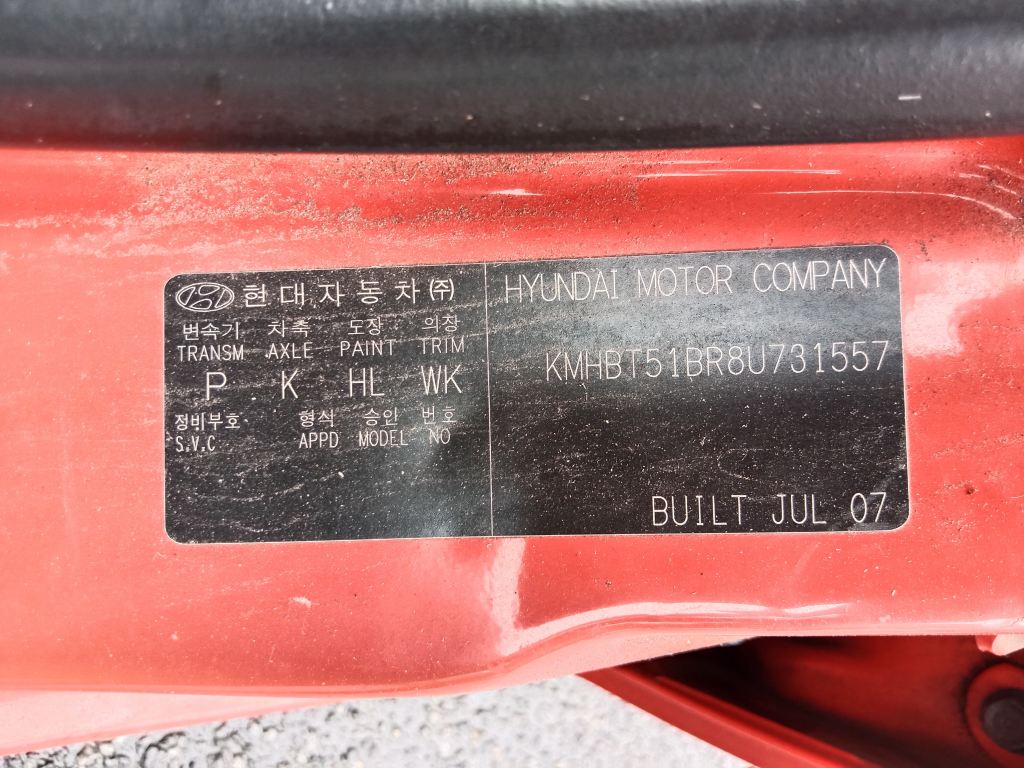 현대자동차㈜
변속기 차축 도장 의장
TRANSM AXLE PAINT TRIM
P K HL WK
정비부호 형식 승인 번호
S.V.C APPD MODEL NO
HYUNDAI MOTOR COMPANY
KMHBT51BR8U731557
BUILT JUL 07